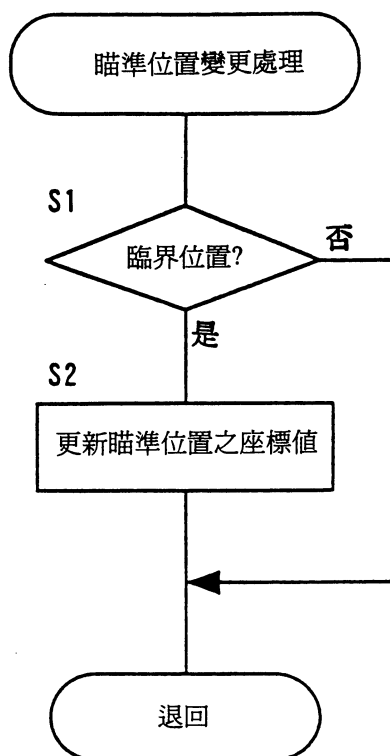 瞄準位置變更處理
S1
臨界位置?
否
是
S2
更新瞄準位置之座標值
退回